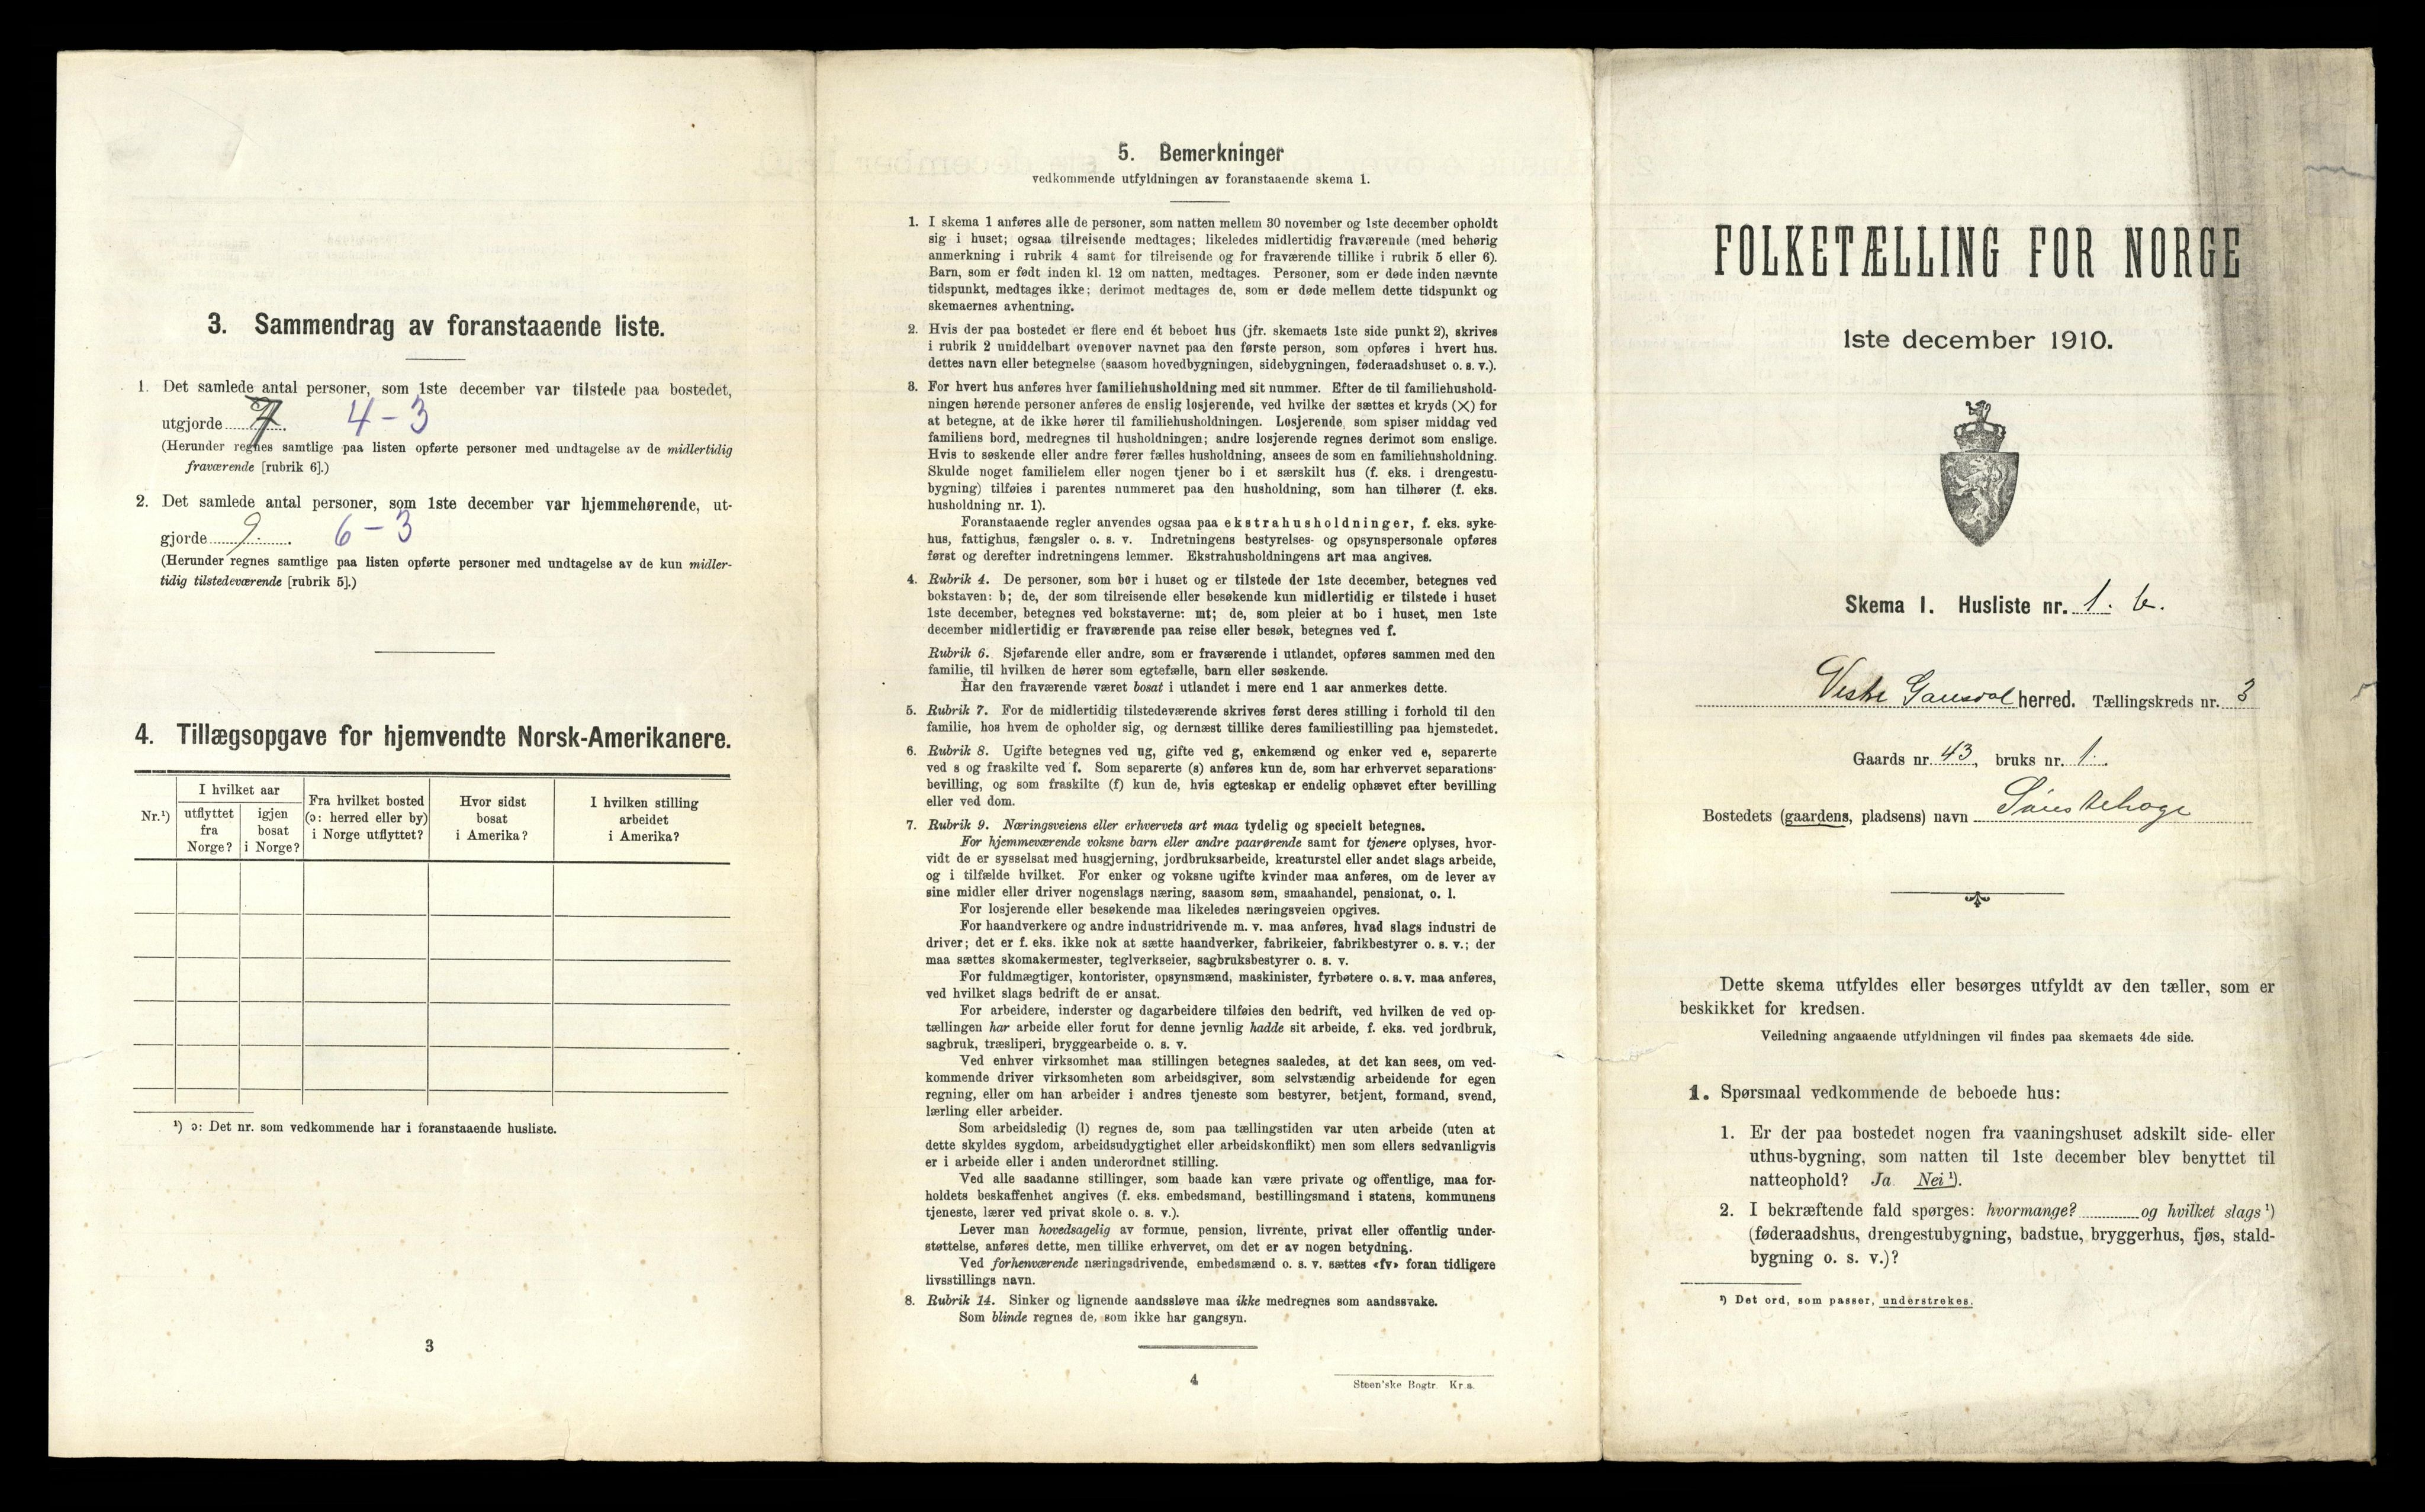 3. Sammendrag av foranstaaende liste.
1. Det samlede antal personer, som 1ste december var tilstede paa bostedet,
utgjorde 7. 4-3
(Herunder regnes samtlige paa listen opførte personer med undtagelse av de midlertidig
fraværende [rubrik 6].)
2. Det samlede antal personer, som 1ste december var hjemmehørende, ut-
gjorde 9. 6-3
(Herunder regnes samtlige paa listen opførte personer med undtagelse av de kun midler-
tidig tilstedeværende [rubrik 5].)
4. Tillægsopgave for hjemvendte Norsk-Amerikanere.
Nr.¹)
I hvilket aar
utflyttet
fra
Norge?
igjen
bosat
i Norge?
Fra hvilket bosted
(ɔ: herred eller by)
i Norge utflyttet?
Hvor sidst
bosat
i Amerika?
I hvilken stilling
arbeidet
i Amerika?
¹) ɔ: Det nr. som vedkommende har i foranstaaende husliste.
3
5. Bemerkninger
vedkommende utfyldningen av foranstaaende skema 1.
1. I skema 1 anføres alle de personer, som natten mellem 30 november og 1ste december opholdt
sig i huset; ogsaa tilreisende medtages; likeledes midlertidig fraværende (med behørig
anmerkning i rubrik 4 samt for tilreisende og for fraværende tillike i rubrik 5 eller 6).
Barn, som er født inden kl. 12 om natten, medtages. Personer, som er døde inden nævnte
tidspunkt, medtages ikke; derimot medtages de, som er døde mellem dette tidspunkt og
skemaernes avhentning.
2. Hvis der paa bostedet er flere end ét beboet hus (jfr. skemaets 1ste side punkt 2), skrives
i rubrik 2 umiddelbart ovenover navnet paa den første person, som opføres i hvert hus.
dettes navn eller betegnelse (saasom hovedbygningen, sidebygningen, føderaadshuset o. s. v.).
3. For hvert hus anføres hver familiehusholdning med sit nummer. Efter de til familiehushold-
ningen hørende personer anføres de enslig losjerende, ved hvilke der sættes et kryds (×) for
at betegne, at de ikke hører til familiehusholdningen. Losjerende, som spiser middag ved
familiens bord, medregnes til husholdningen; andre losjerende regnes derimot som enslige.
Hvis to søskende eller andre fører fælles husholdning, ansees de som en familiehusholdning.
Skulde noget familielem eller nogen tjener bo i et særskilt hus (f. eks. i drengestu-
bygning) tilføies i parentes nummeret paa den husholdning, som han tilhører (f. eks.
husholdning nr. 1).
Foranstaaende regler anvendes ogsaa paa ekstrahusholdninger, f. eks. syke-
hus, fattighus, fængsler o. s. v. Indretningens bestyrelses- og opsynspersonale opføres
først og derefter indretningens lemmer. Ekstrahusholdningens art maa angives.
4. Rubrik 4. De personer, som bor i huset og er tilstede der 1ste december, betegnes ved
bokstaven: b; de, der som tilreisende eller besøkende kun midlertidig er tilstede i huset
1ste december, betegnes ved bokstaverne: mt; de, som pleier at bo i huset, men 1ste
december midlertidig er fraværende paa reise eller besøk, betegnes ved f.
Rubrik 6. Sjøfarende eller andre, som er fraværende i utlandet, opføres sammen med den
familie, til hvilken de hører som egtefælle, barn eller søskende.
Har den fraværende været bosat i utlandet i mere end 1 aar anmerkes dette.
5. Rubrik 7. For de midlertidig tilstedeværende skrives først deres stilling i forhold til den
familie, hos hvem de opholder sig, og dernæst tillike deres familiestilling paa hjemstedet.
6. Rubrik 8. Ugifte betegnes ved ug, gifte ved g, enkemænd og enker ved e, separerte
ved s og fraskilte ved f. Som separerte (s) anføres kun de, som har erhvervet separations-
bevilling, og som fraskilte (f) kun de, hvis egteskap er endelig ophævet efter bevilling
eller ved dom.
7. Rubrik 9. Næringsveiens eller erhvervets art maa tydelig og specielt betegnes.
For hjemmeværende voksne barn eller andre paarørende samt for tjenere oplyses, hvor-
vidt de er sysselsat med husgjerning, jordbruksarbeide, kreaturstel eller andet slags arbeide,
og i tilfælde hvilket. For enker og voksne ugifte kvinder maa anføres, om de lever av
sine midler eller driver nogenslags næring, saasom søm, smaahandel, pensionat, o. l.
For losjerende eller besøkende maa likeledes næringsveien opgives.
For haandverkere og andre industridrivende m. v. maa anføres, hvad slags industri de
driver; det er f. eks. ikke nok at sætte haandverker, fabrikeier, fabrikbestyrer o. s. v.; der
maa sættes skomakermester, teglverkseier, sagbruksbestyrer o. s. v.
For fuldmægtiger, kontorister, opsynsmænd, maskinister, fyrbøtere o. s. v. maa anføres,
ved hvilket slags bedrift de er ansat.
For arbeidere, inderster og dagarbeidere tilføies den bedrift, ved hvilken de ved op-
tællingen har arbeide eller forut for denne jevnlig hadde sit arbeide, f. eks. ved jordbruk,
sagbruk, træsliperi, bryggearbeide o. s. v.
Ved enhver virksomhet maa stillingen betegnes saaledes, at det kan sees, om ved-
kommende driver virksomheten som arbeidsgiver, som selvstændig arbeidende for egen
regning, eller om han arbeider i andres tjeneste som bestyrer, betjent, formand, svend,
lærling eller arbeider.
Som arbeidsledig (l) regnes de, som paa tællingstiden var uten arbeide (uten at
dette skyldes sygdom, arbeidsudygtighet eller arbeidskonflikt) men som ellers sedvanligvis
er i arbeide eller i anden underordnet stilling.
Ved alle saadanne stillinger, som baade kan være private og offentlige, maa for-
holdets beskaffenhet angives (f. eks. embedsmand, bestillingsmand i statens, kommunens
tjeneste, lærer ved privat skole o. s. v.).
Lever man hovedsagelig av formue, pension, livrente, privat eller offentlig under-
støttelse, anføres dette, men tillike erhvervet, om det er av nogen betydning.
Ved forhenværende næringsdrivende, embedsmænd o. s. v. sættes «fv» foran tidligere
livsstillings navn.
8. Rubrik 14. Sinker og lignende aandssløve maa ikke medregnes som aandssvake.
Som blinde regnes de, som ikke har gangsyn.
4
Steen'ske Bogtr. Kr.a.
FOLKETÆLLING FOR NORGE
1ste december 1910.
Skema I. Husliste nr. 1. b.
Vestre Gausdal herred. Tællingskreds nr. 3
Gaards nr. 43, bruks nr. 1.
Bostedets (gaardens, pladsens) navn
Dette skema utfyldes eller besørges utfyldt av den tæller, som er
beskikket for kredsen.
Veiledning angaaende utfyldningen vil findes paa skemaets 4de side.
1. Spørsmaal vedkommende de beboede hus:
1. Er der paa bostedet nogen fra vaaningshuset adskilt side- eller
uthus-bygning, som natten til 1ste december blev benyttet til
natteophold? Ja Nei ¹).
2. I bekræftende fald spørges: hvormange? og hvilket slags ¹)
(føderaadshus, drengestubygning, badstue, bryggerhus, fjøs, stald-
bygning o. s. v.)?
¹) Det ord, som passer, understrekes.